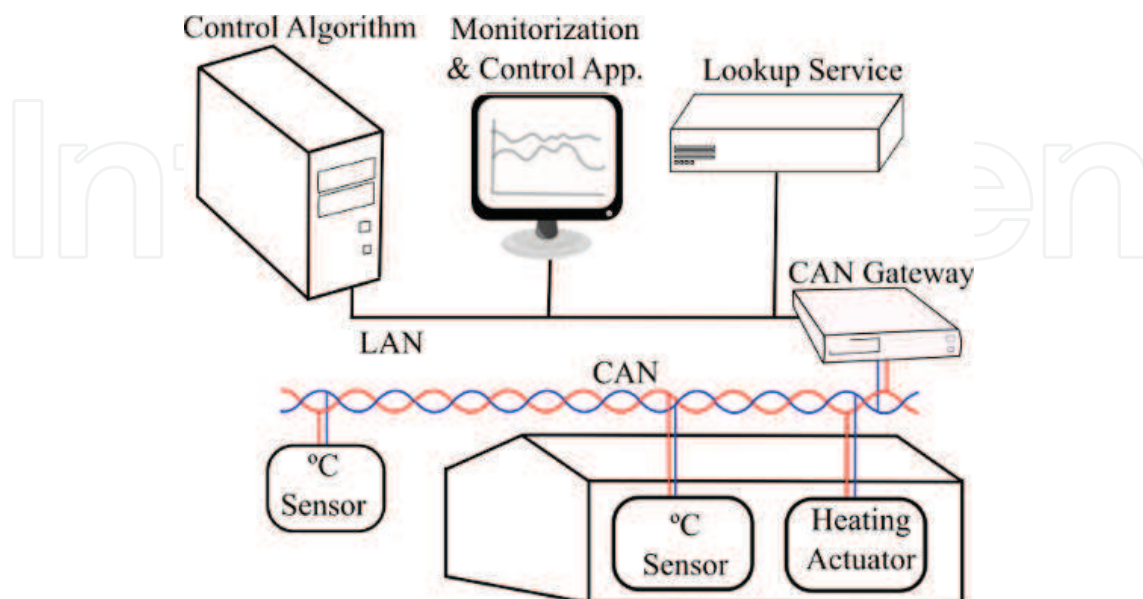 Control Algorithm
Monitorization
& Control App.
Lookup Service
CAN Gateway
LAN
CAN
ºC
Sensor
ºC
Sensor
Heating
Actuator